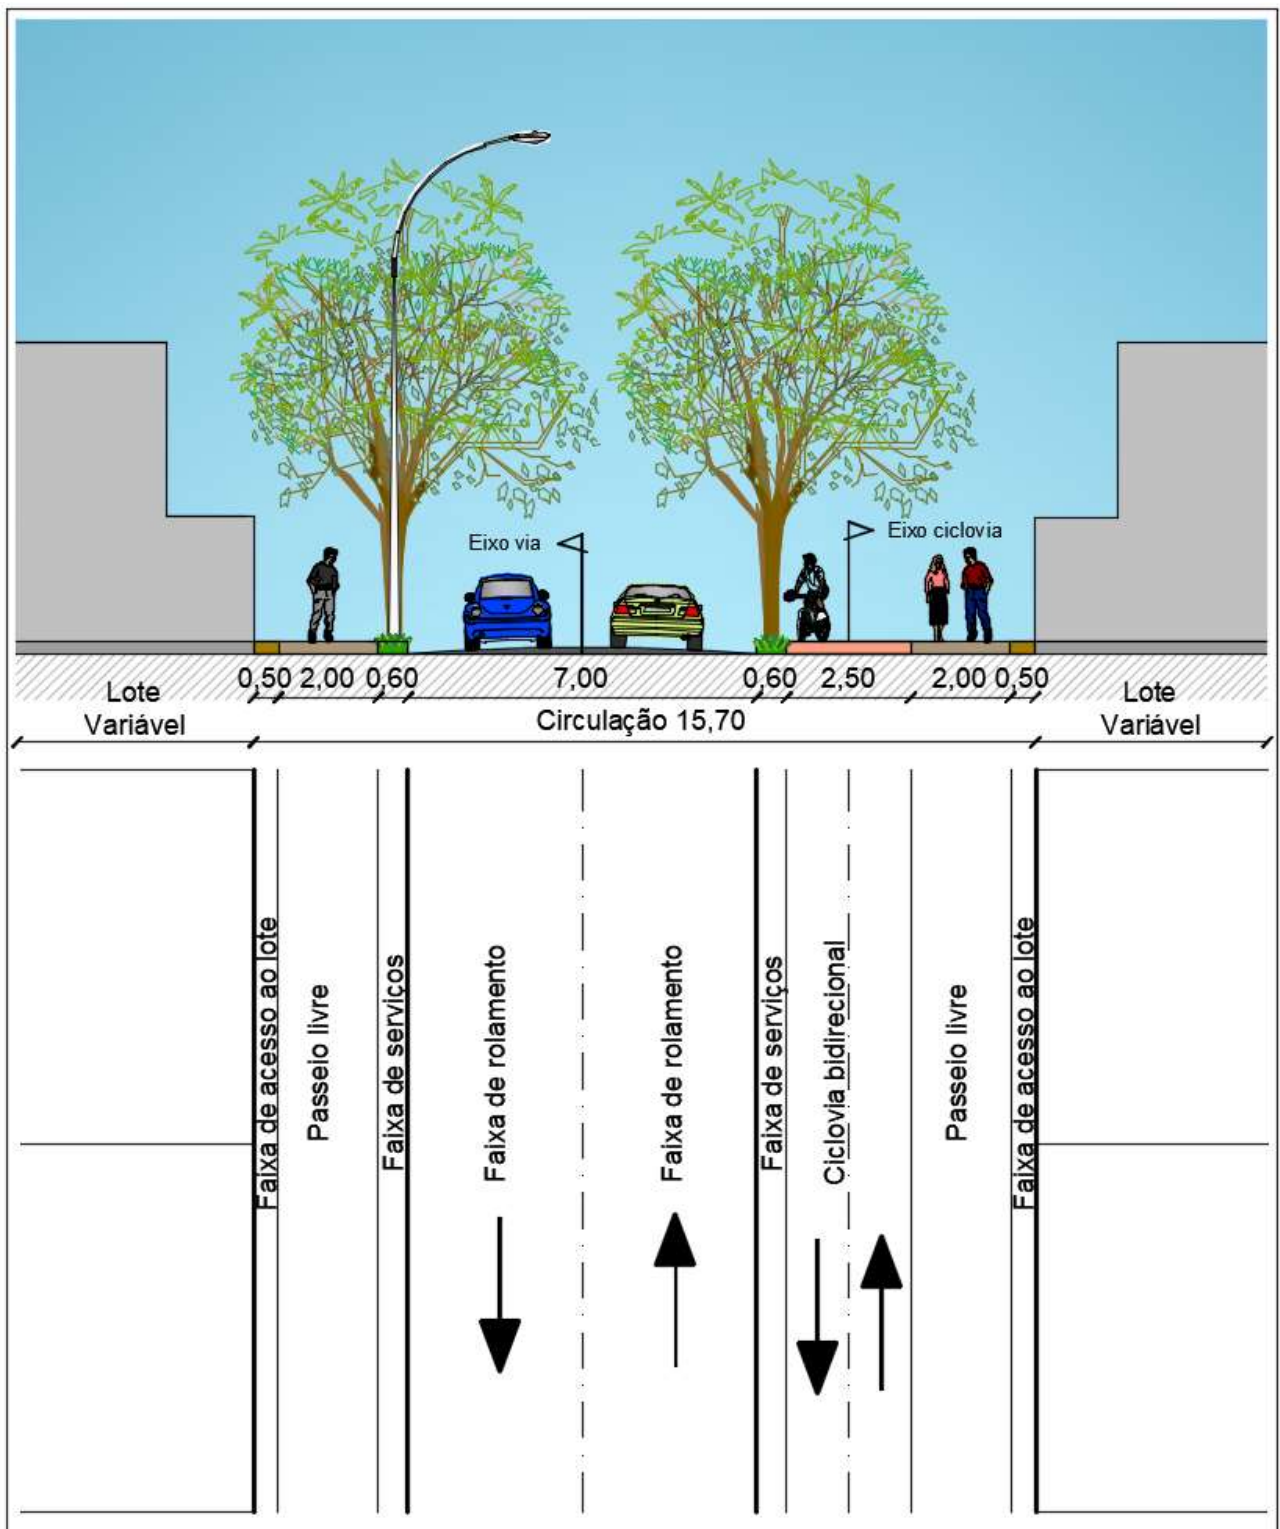 Eixo via
Eixo ciclovia
0,50 2,00 0,60 7,00 0,60 2,50 2,00 0,50
Lote
Variável
Circulação 15,70
Lote
Variável
Faixa de acesso ao lote
Passeio livre
Faixa de serviços
Faixa de rolamento
Faixa de rolamento
Faixa de serviços
Ciclovia bidirecional
Passeio livre
Faixa de acesso ao lote